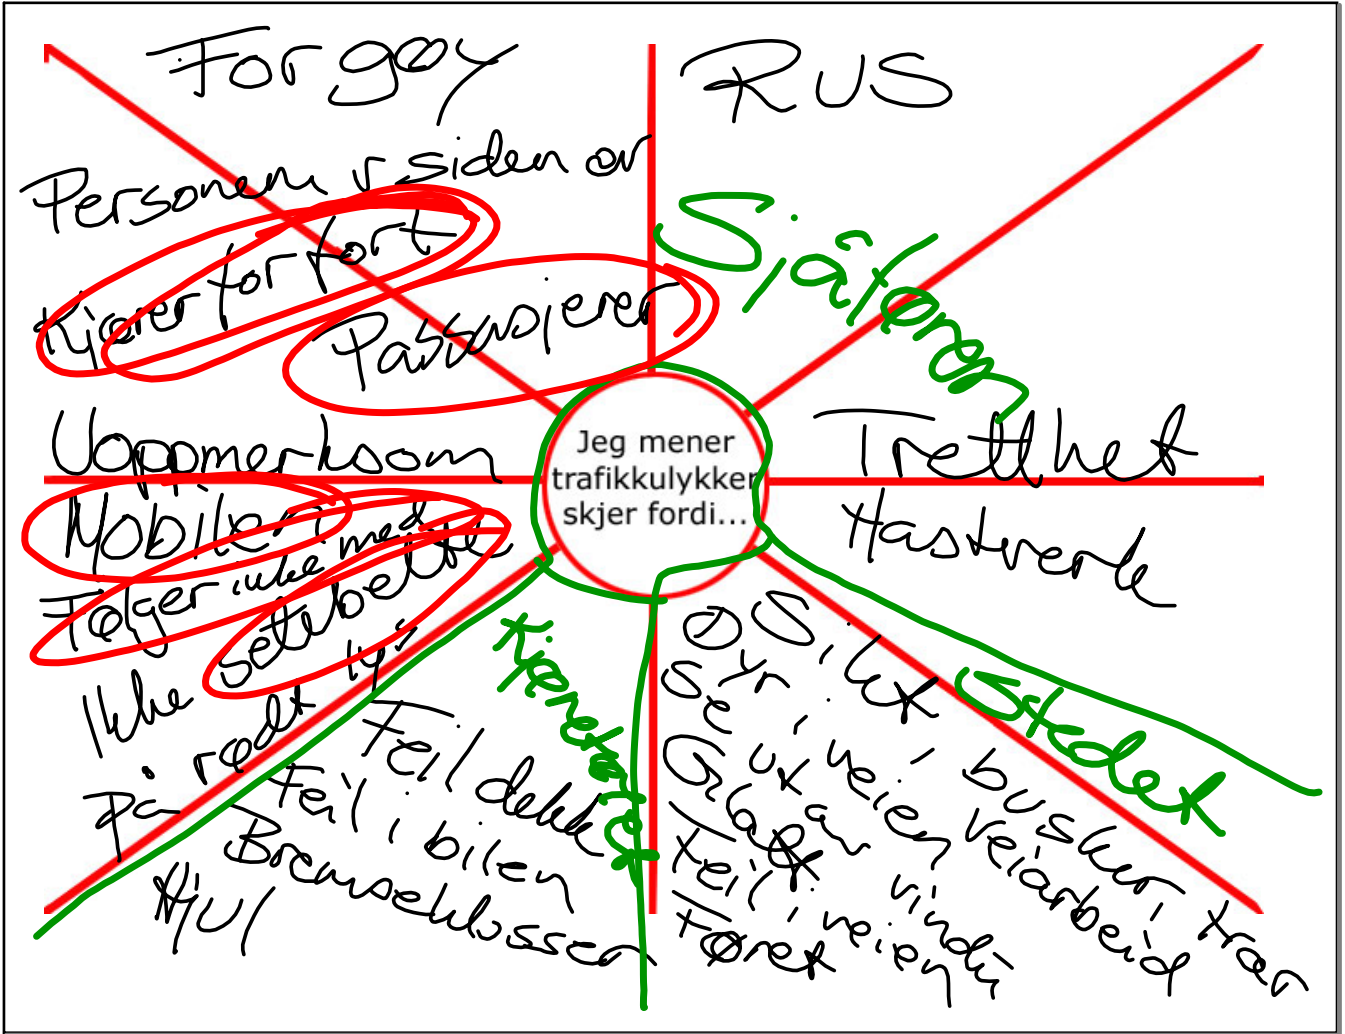 For gøy
RUS
Personen v siden av
Kjører for fort
Passasjerer
Sjåføren
Uoppmerksom
Tretthet
Mobilen
Følger ikke med
setebelte
Ikke
på rødt lys
Hastverk
Jeg mener
trafikkulykker
skjer fordi...
Kjøretøyet
Feil dekk
Feil i bilen
Bremseklosser
Hjul
Stedet
Dyr i veien
Se ut av vindu
Glatt
Feil i veien
Føret
Sikt, busker, trær
Veiarbeid